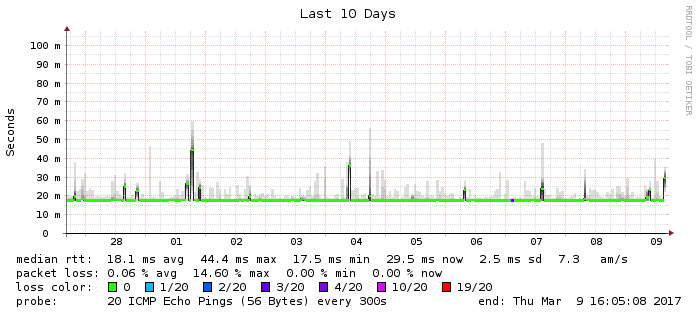 Last 10 Days
RRDTOOL / TOBI OETIKER
Seconds
100 m
90 m
80 m
70 m
60 m
50 m
40 m
30 m
20 m
10 m
0
28 01 02 03 04 05 06 07 08 09
median rtt: 18.1 ms avg 44.4 ms max 17.5 ms min 29.5 ms now 2.5 ms sd 7.3 am/s
packet loss: 0.06 % avg 14.60 % max 0.00 % min 0.00 % now
loss color: 0 1/20 2/20 3/20 4/20 10/20 19/20
probe: 20 ICMP Echo Pings (56 Bytes) every 300s end: Thu Mar 9 16:05:08 2017